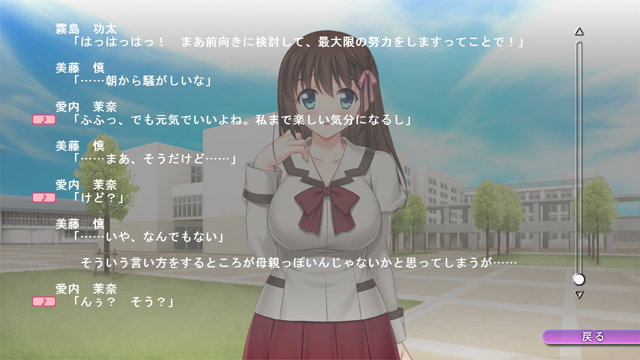 霧島　功太
「はっはっはっ！　まあ前向きに検討して、最大限の努力をしますってことで！」
美藤　慎
「……朝から騒がしいな」
愛内　茉奈
「ふふっ、でも元気でいいよね。私まで楽しい気分になるし」
美藤　慎
「……まあ、そうだけど……」
愛内　茉奈
「けど？」
美藤　慎
「……いや、なんでもない」
そういう言い方をするところが母親っぽいんじゃないかと思ってしまうが……
愛内　茉奈
「んぅ？　そう？」
戻る